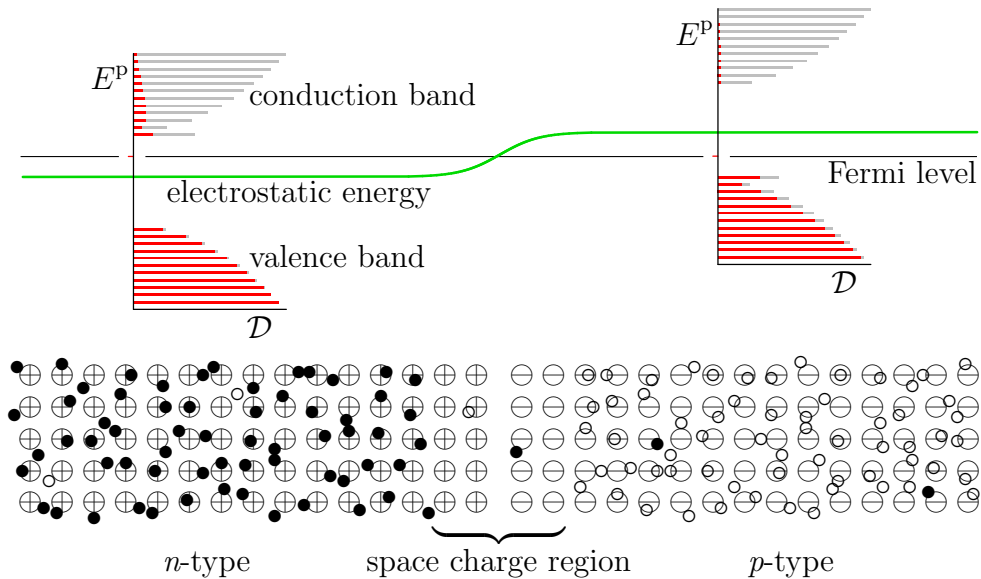 Eᵖ
Eᵖ
conduction band
electrostatic energy
Fermi level
valence band
𝒟
𝒟
n-type
space charge region
p-type